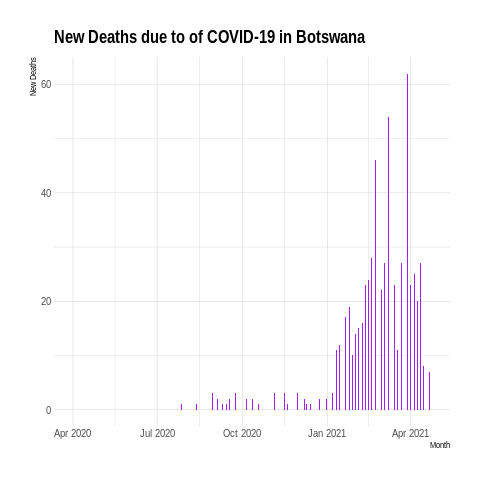 New Deaths due to of COVID-19 in Botswana
New Deaths
60
40
20
0
Apr 2020 Jul 2020 Oct 2020 Jan 2021 Apr 2021
Month